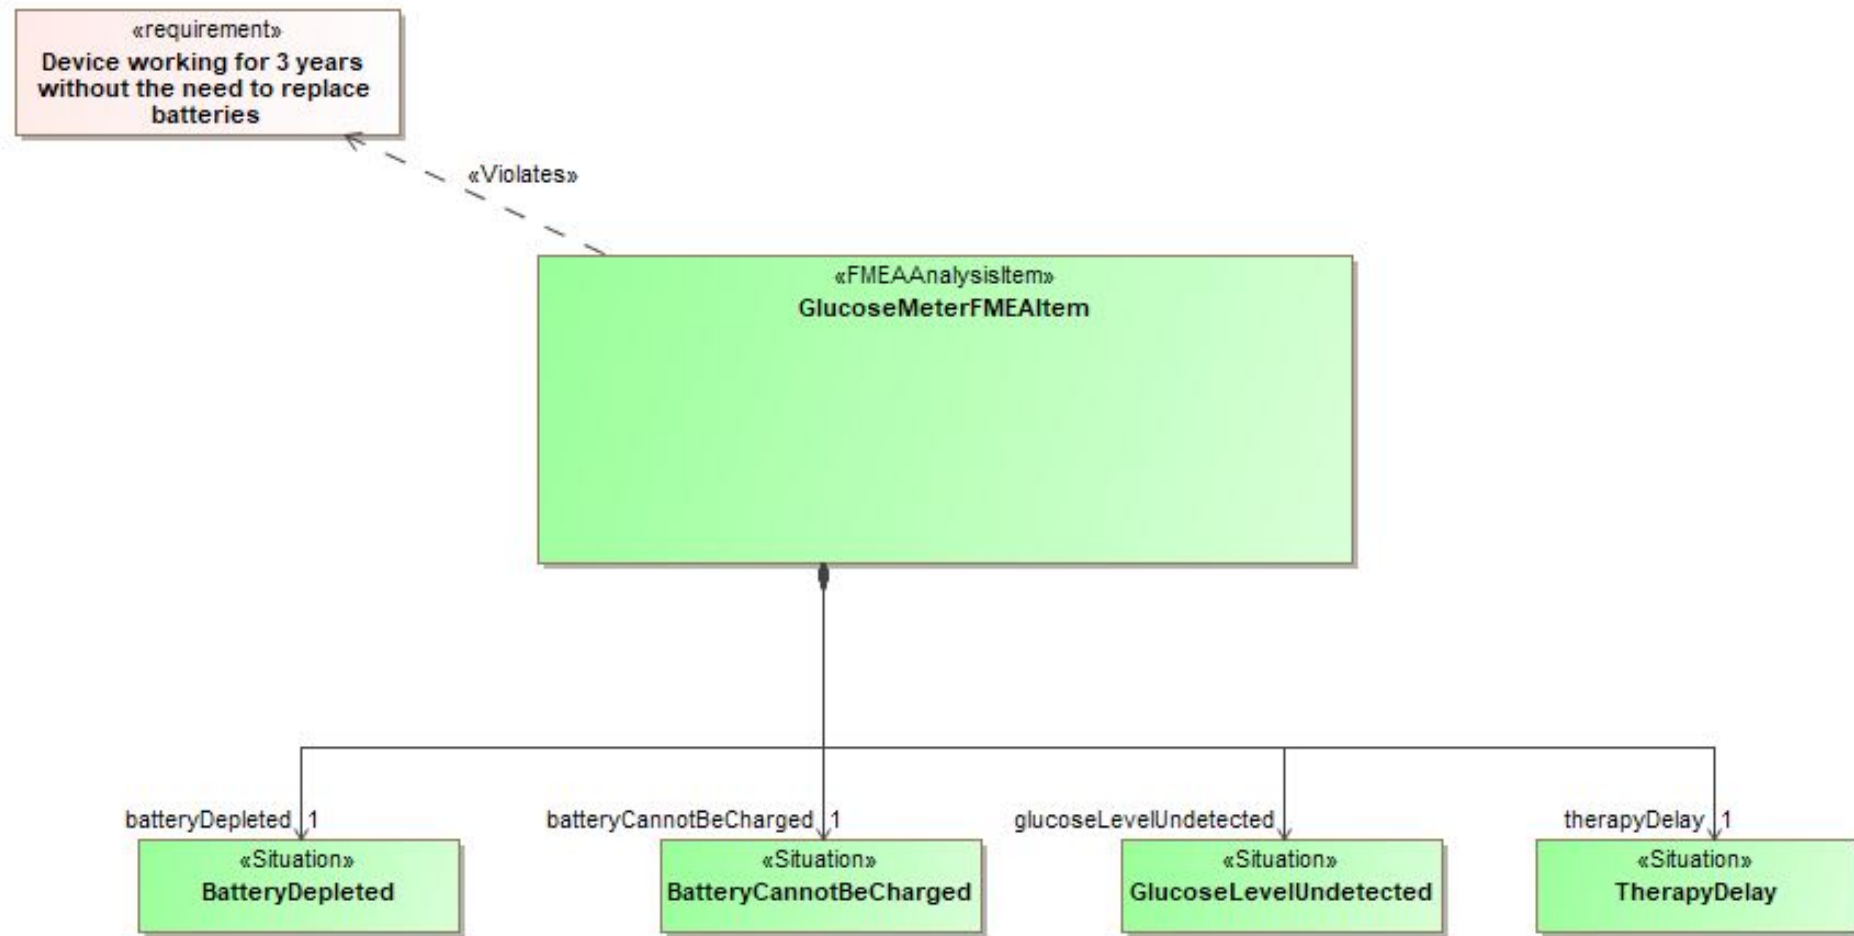 «requirement»
Device working for 3 years
without the need to replace
batteries
«Violates»
«FMEAAnalysisItem»
GlucoseMeterFMEAItem
batteryDepleted 1
batteryCannotBeCharged 1
glucoseLevelUndetected
therapyDelay 1
«Situation»
BatteryDepleted
«Situation»
BatteryCannotBeCharged
«Situation»
GlucoseLevelUndetected
«Situation»
TherapyDelay